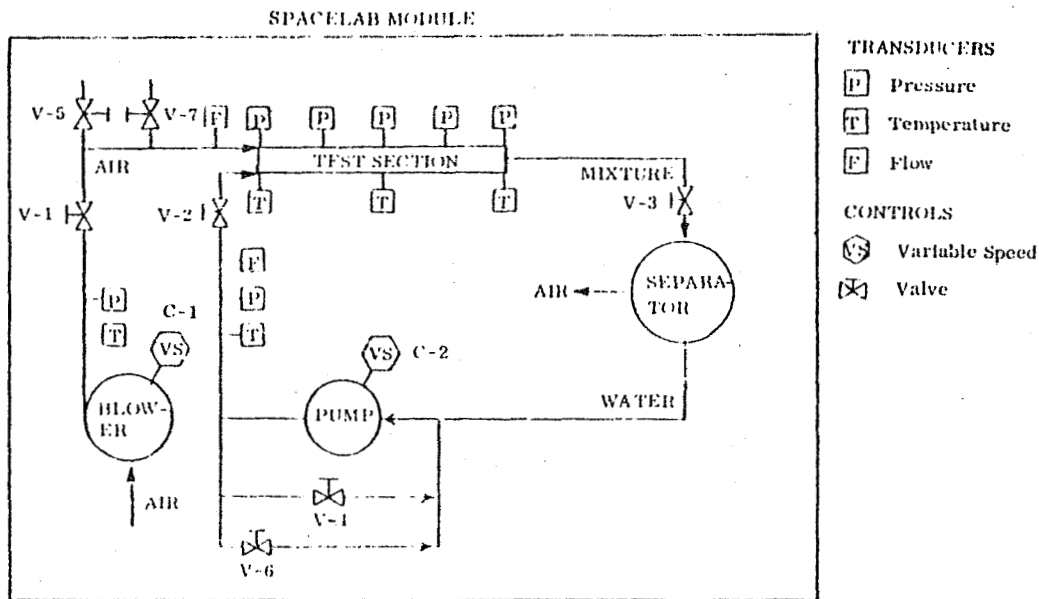 SPACELAB MODULE
TRANSDUCERS
P Pressure
T Temperature
F Flow
CONTROLS
VS Variable Speed
Valve
V-5
V-7
F
P P P P P
AIR
TEST SECTION
MIXTURE
T T T
V-1
V-2
V-3
F
P
T
P
T
C-1
VS
BLOW-
ER
AIR
VS C-2
PUMP
SEPARA-
TOR
AIR
WATER
V-4
V-6